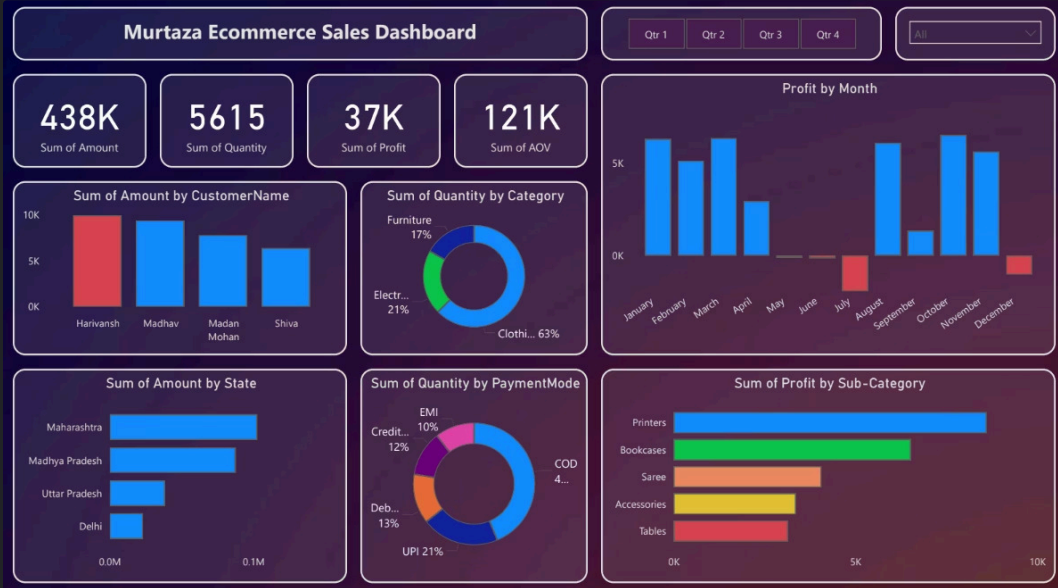 Murtaza Ecommerce Sales Dashboard
Qtr 1
Qtr 2
Qtr 3
Qtr 4
All
438K
Sum of Amount
5615
Sum of Quantity
37K
Sum of Profit
121K
Sum of AOV
Profit by Month
5K
0K
January
February
March
April
May
June
July
August
September
October
November
December
Sum of Amount by CustomerName
10K
5K
0K
Harivansh
Madhav
Madan
Mohan
Shiva
Sum of Quantity by Category
Furniture
17%
Electr...
21%
Clothi... 63%
Sum of Amount by State
Maharashtra
Madhya Pradesh
Uttar Pradesh
Delhi
0.0M
0.1M
Sum of Quantity by PaymentMode
EMI
10%
Credit...
12%
COD
4...
Deb...
13%
UPI 21%
Sum of Profit by Sub-Category
Printers
Bookcases
Saree
Accessories
Tables
0K
5K
10K